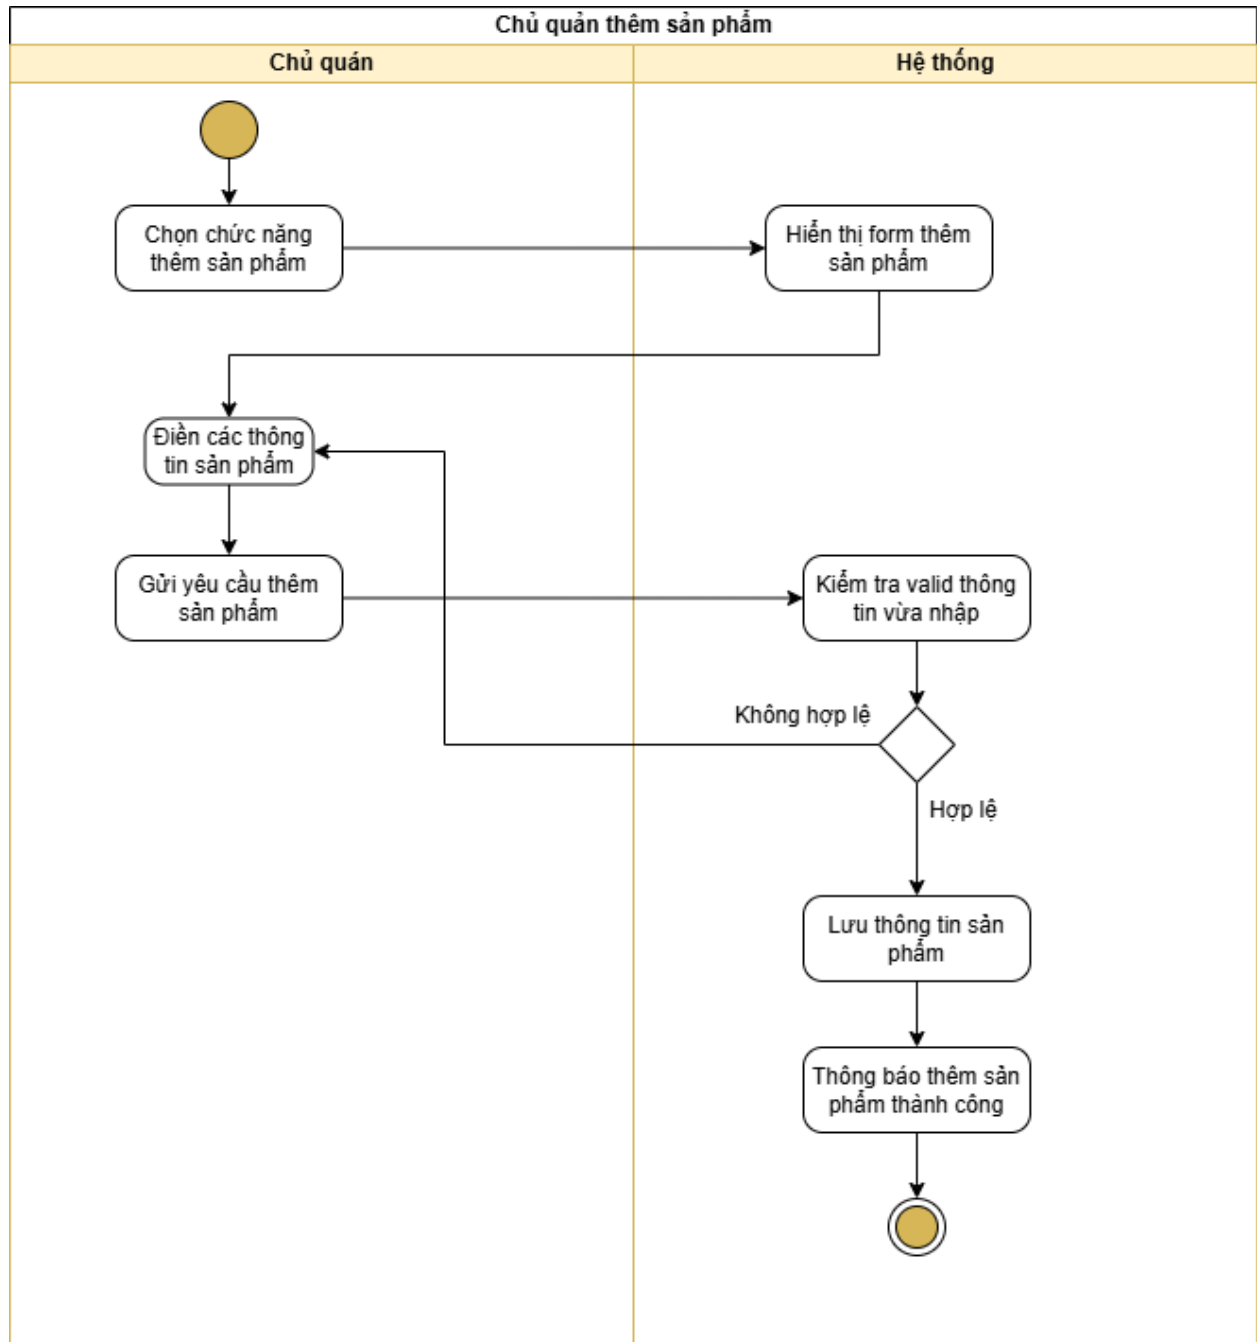 Chủ quản thêm sản phẩm
Chủ quán
Hệ thống
Chọn chức năng
thêm sản phẩm
Hiển thị form thêm
sản phẩm
Điền các thông
tin sản phẩm
Gửi yêu cầu thêm
sản phẩm
Kiểm tra valid thông
tin vừa nhập
Không hợp lệ
Hợp lệ
Lưu thông tin sản
phẩm
Thông báo thêm sản
phẩm thành công